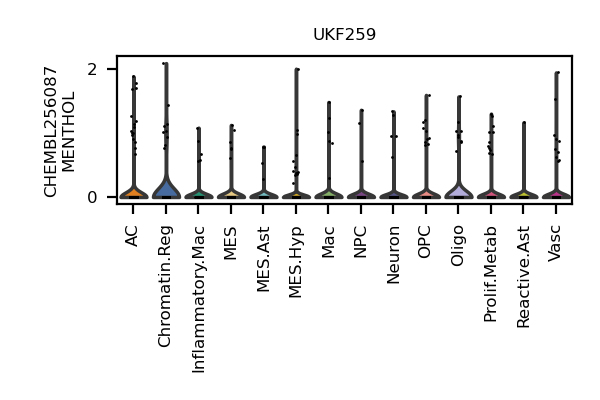 UKF259
CHEMBL256087
MENTHOL
2
0
AC
Chromatin.Reg
Inflammatory.Mac
MES
MES.Ast
MES.Hyp
Mac
NPC
Neuron
OPC
Oligo
Prolif.Metab
Reactive.Ast
Vasc